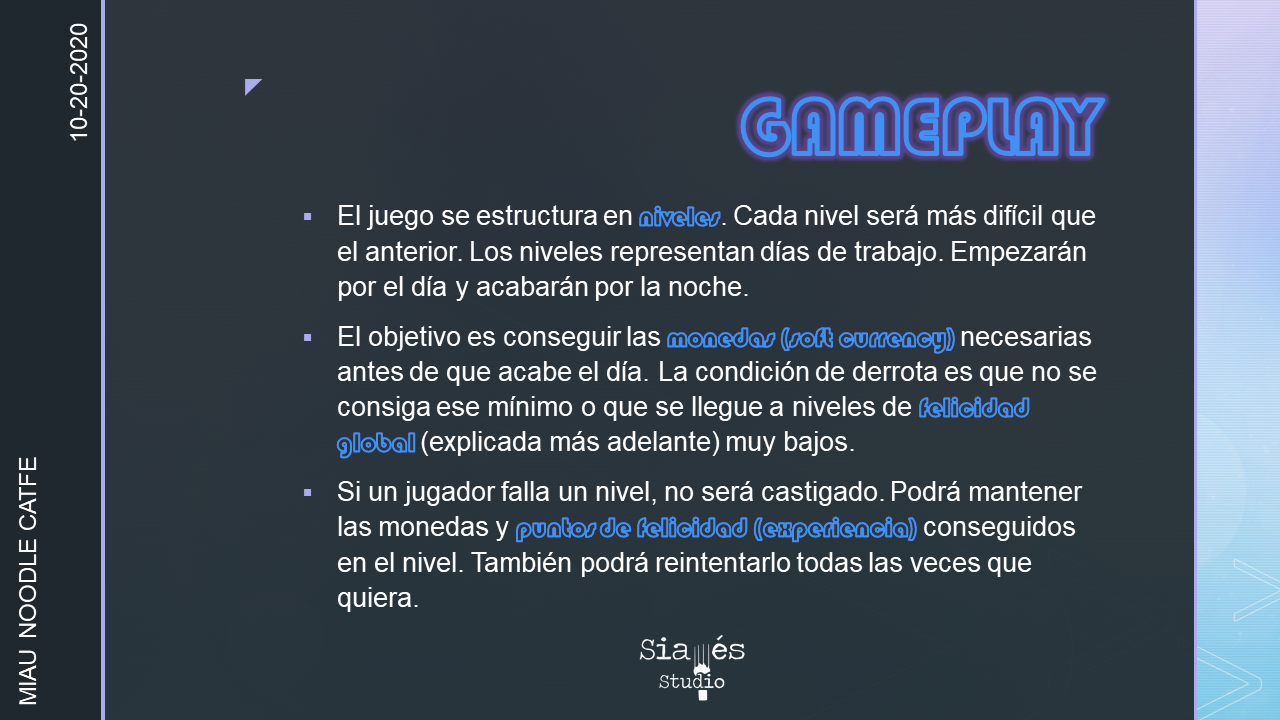 10-20-2020
MIAU NOODLE CATFE
GAMEPLAY
El juego se estructura en niveles. Cada nivel será más difícil que
el anterior. Los niveles representan días de trabajo. Empezarán
por el día y acabarán por la noche.
El objetivo es conseguir las monedas (soft currency) necesarias
antes de que acabe el día. La condición de derrota es que no se
consiga ese mínimo o que se llegue a niveles de felicidad
global (explicada más adelante) muy bajos.
Si un jugador falla un nivel, no será castigado. Podrá mantener
las monedas y puntos de felicidad (experiencia) conseguidos
en el nivel. También podrá reintentarlo todas las veces que
quiera.
Siamés
Studio